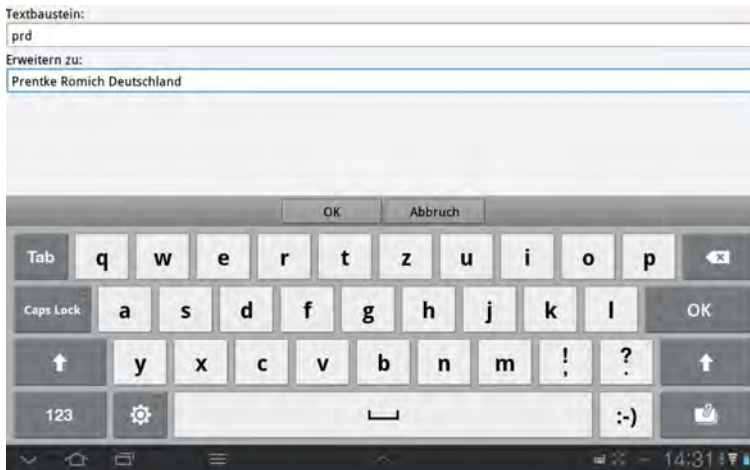 Textbaustein:
prd
Erweitern zu:
Prentke Romich Deutschland
OK Abbruch
Tab q w e r t z u i o p
Caps Lock a s d f g h j k l OK
y x c v b n m ! , ? .
123 :-)
14:31